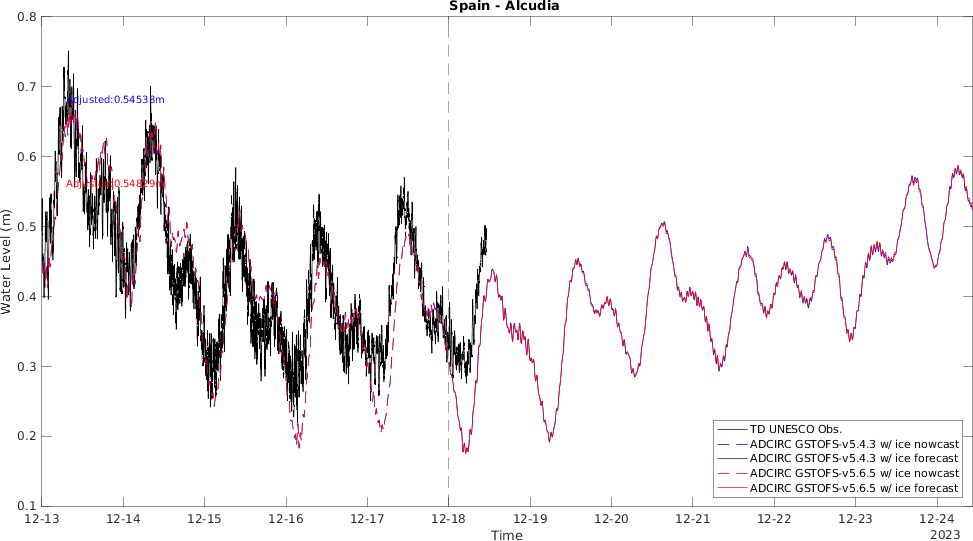 Spain - Alcudia
0.8
0.7
0.6
0.5
0.4
0.3
0.2
0.1
Water Level (m)
Adjusted:0.54538m
12-13
12-14
12-15
12-16
12-17
12-18
12-19
12-20
12-21
12-22
12-23
12-24
2023
Time
TD UNESCO Obs.
ADCIRC GSTOFS-v5.4.3 w/ ice nowcast
ADCIRC GSTOFS-v5.4.3 w/ ice forecast
ADCIRC GSTOFS-v5.6.5 w/ ice nowcast
ADCIRC GSTOFS-v5.6.5 w/ ice forecast